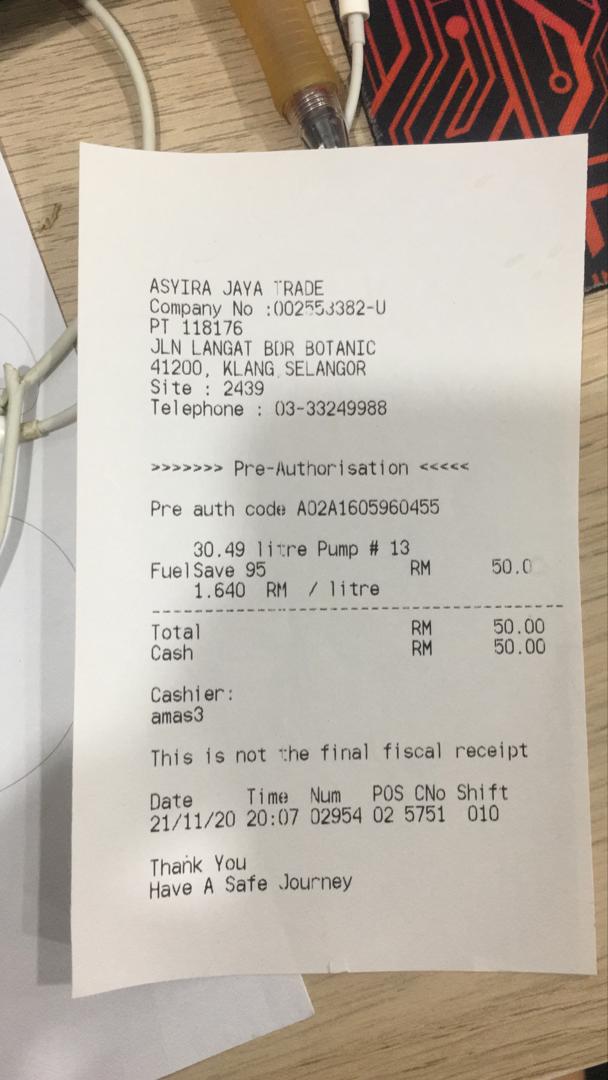 ASYIRA JAYA TRADE
Company No :002553382-U
PT 118176
JLN LANGAT BDR BOTANIC
41200, KLANG SELANGOR
Site : 2439
Telephone : 03-33249988
>>>>>>> Pre-Authorisation <<<<<
Pre auth code A02A1605960455
30.49 litre Pump # 13
FuelSave 95 RM 50.0
1.640 RM / litre
Total RM 50.00
Cash RM 50.00
Cashier:
amas3
This is not the final fiscal receipt
Date Time Num POS CNo Shift
21/11/20 20:07 02954 02 5751 010
Thank You
Have A Safe Journey